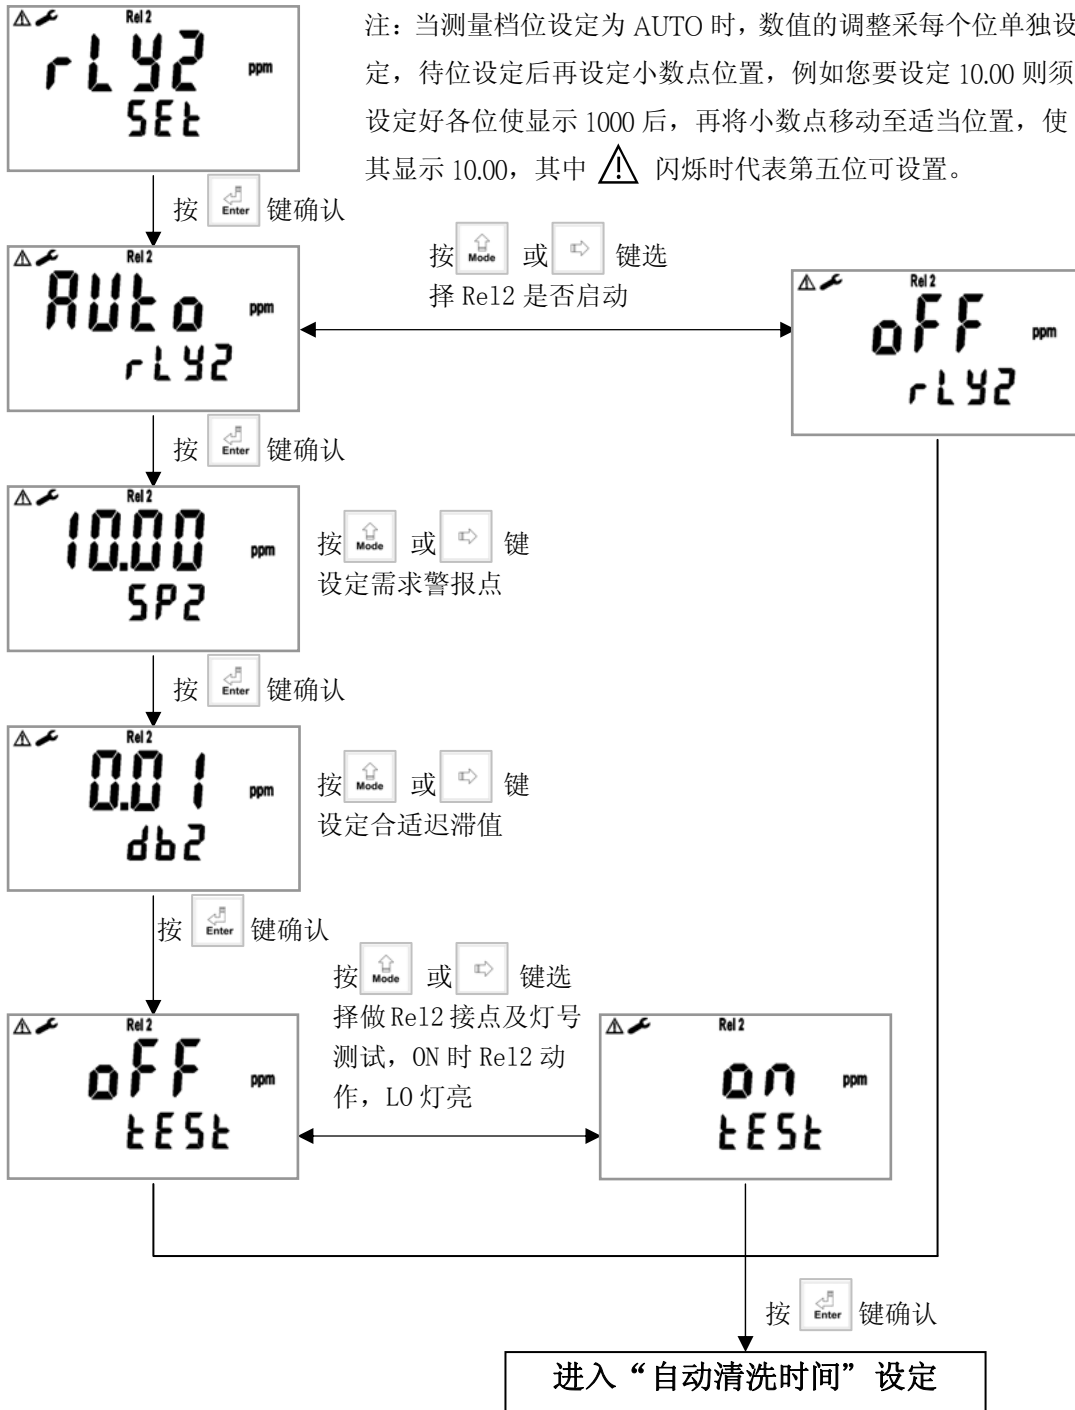 Rel 2
rLY2
ppm
SEt
注：当测量档位设定为 AUTO 时，数值的调整采每个位单独设
定，待位设定后再设定小数点位置，例如您要设定 10.00 则须
设定好各位使显示 1000 后，再将小数点移动至适当位置，使
其显示 10.00，其中 闪烁时代表第五位可设置。
按 Enter 键确认
Rel 2
AUto
ppm
rLY2
按 Mode 或 键选
择 Rel2 是否启动
Rel 2
oFF
ppm
rLY2
按 Enter 键确认
Rel 2
10.00
ppm
SP2
按 Mode 或 键
设定需求警报点
按 Enter 键确认
Rel 2
0.01
ppm
db2
按 Mode 或 键
设定合适迟滞值
按 Enter 键确认
按 Mode 或 键选
择做 Rel2 接点及灯号
测试，ON 时 Rel2 动
作，LO 灯亮
Rel 2
oFF
ppm
tESt
Rel 2
on
ppm
tESt
按 Enter 键确认
进入“自动清洗时间”设定